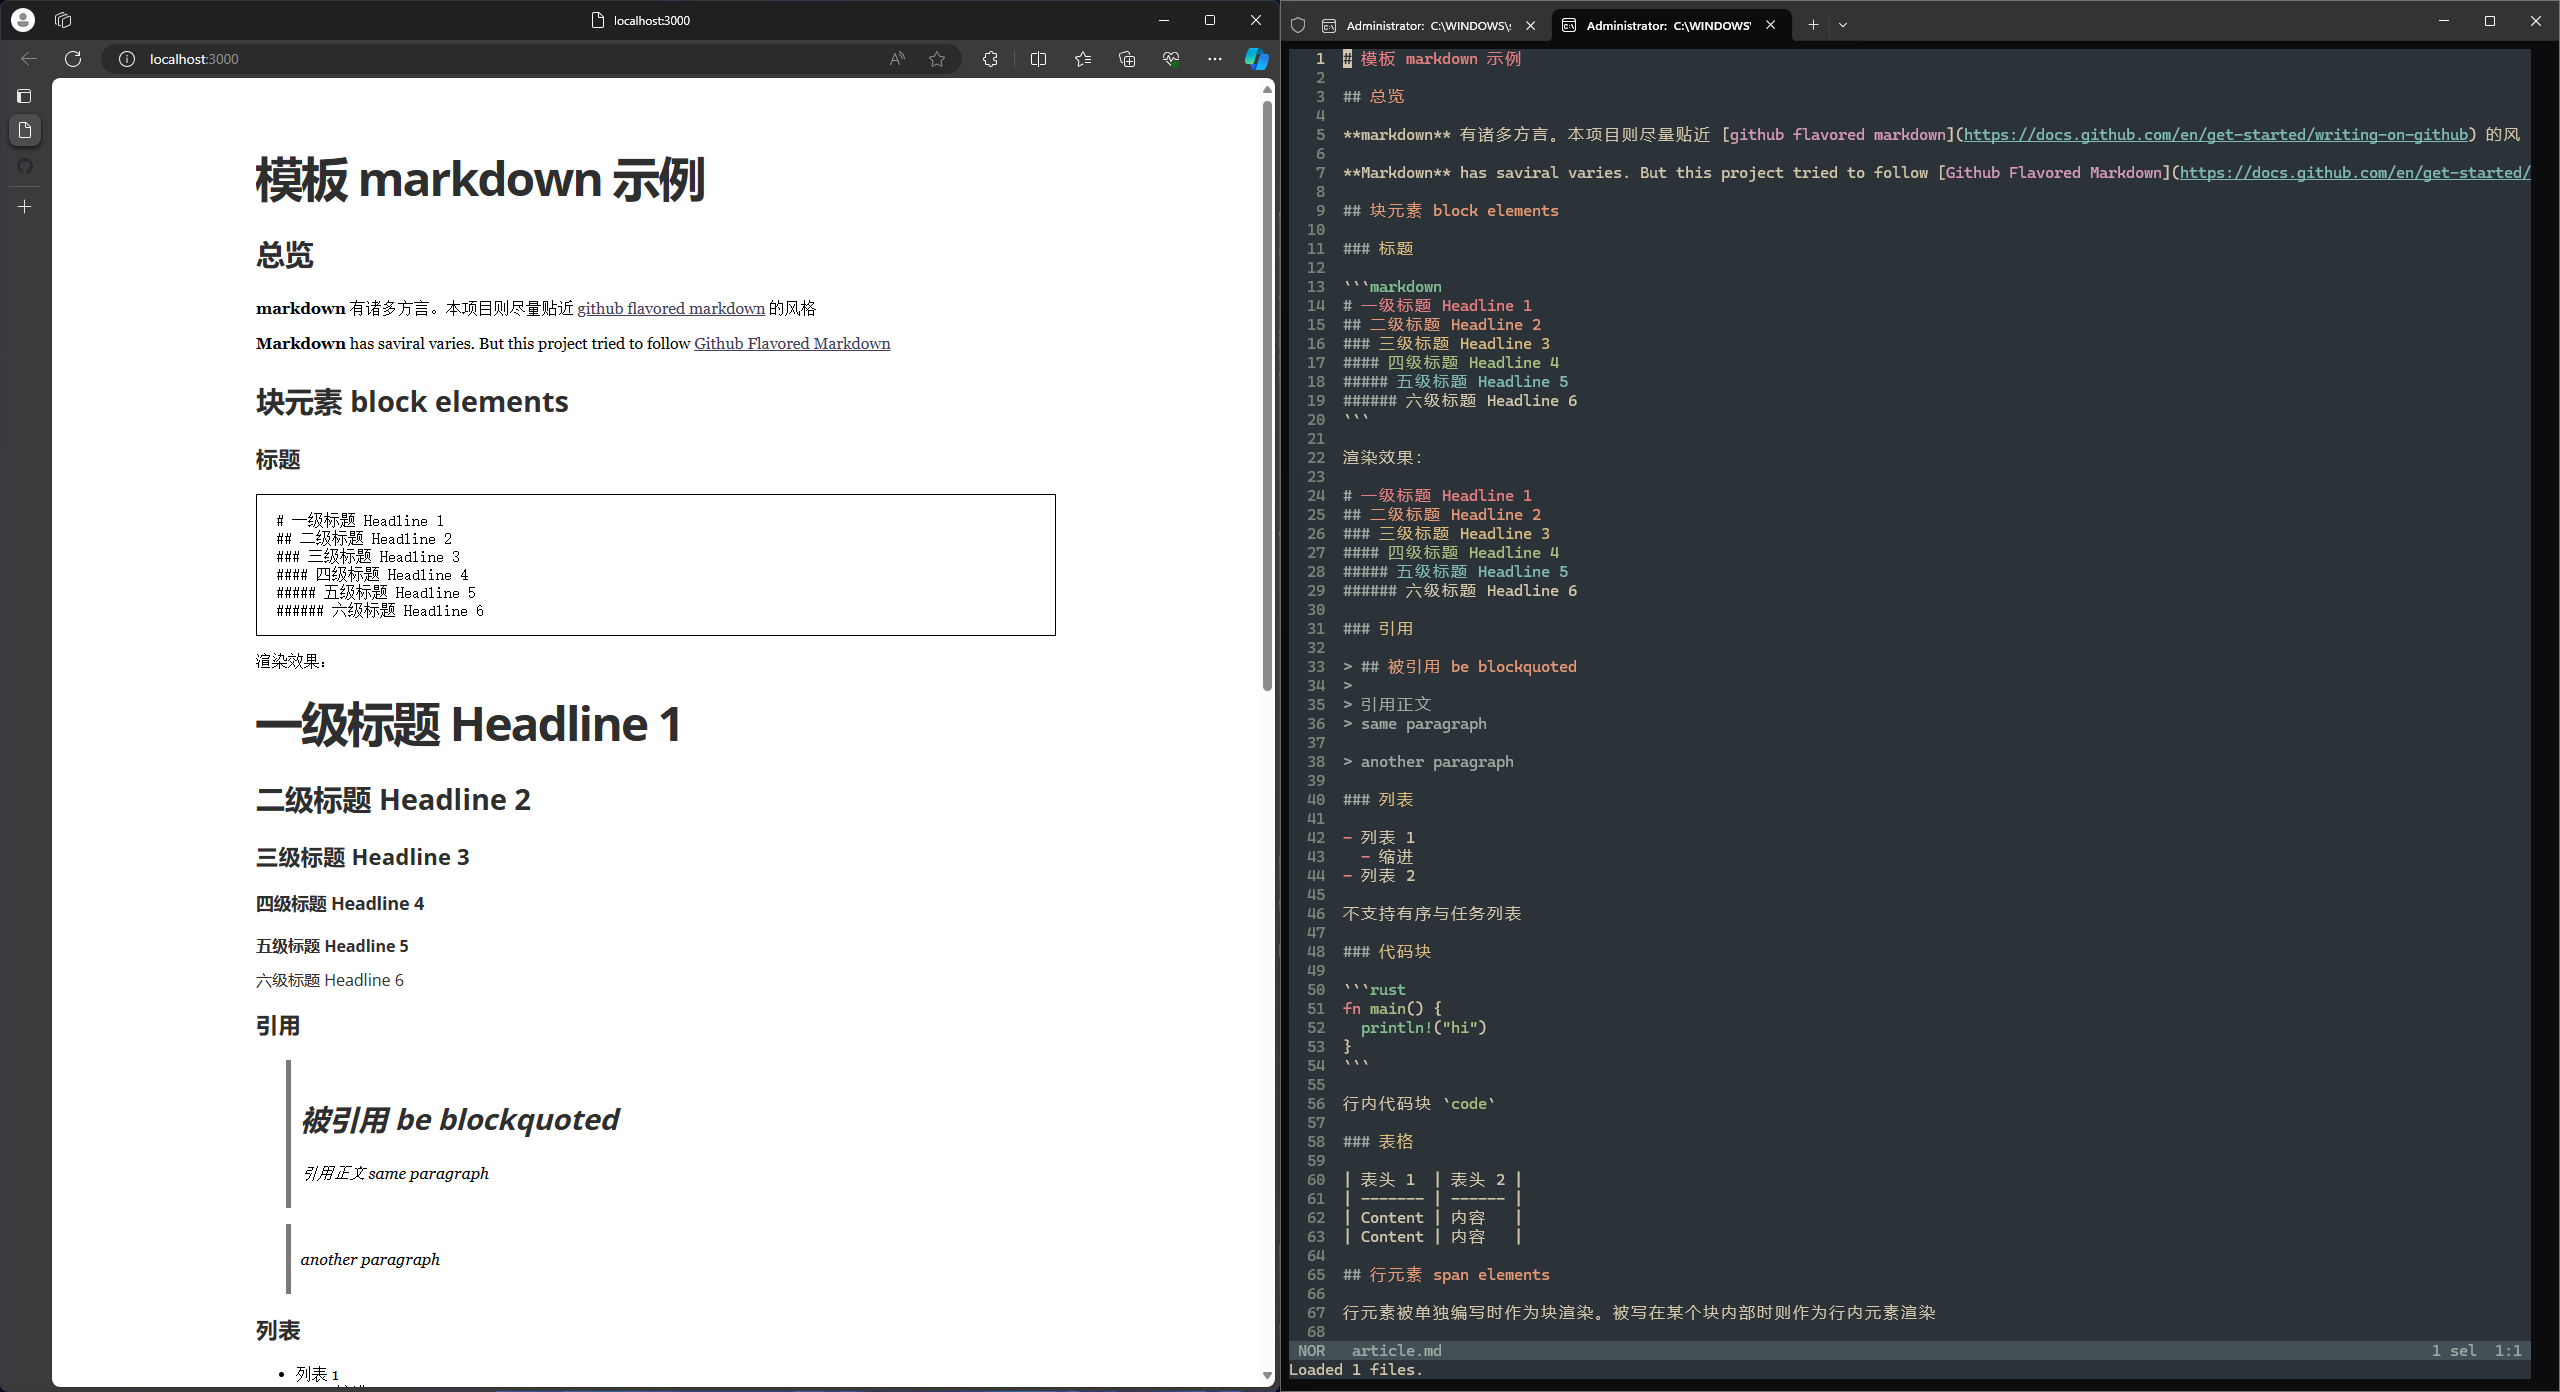 localhost:3000
localhost:3000
模板 markdown 示例
总览
markdown 有诸多方言。本项目则尽量贴近 github flavored markdown 的风格
Markdown has saviral varies. But this project tried to follow Github Flavored Markdown
块元素 block elements
标题
# 一级标题 Headline 1
## 二级标题 Headline 2
### 三级标题 Headline 3
#### 四级标题 Headline 4
##### 五级标题 Headline 5
###### 六级标题 Headline 6
渲染效果：
一级标题 Headline 1
二级标题 Headline 2
三级标题 Headline 3
四级标题 Headline 4
五级标题 Headline 5
六级标题 Headline 6
引用
被引用 be blockquoted
引用正文 same paragraph
another paragraph
列表
• 列表 1
Administrator: C:\WINDOWS\
Administrator: C:\WINDOWS\
1 # 模板 markdown 示例
2
3 ## 总览
4
5 **markdown** 有诸多方言。本项目则尽量贴近 [github flavored markdown](https://docs.github.com/en/get-started/writing-on-github) 的风
6
7 **Markdown** has saviral varies. But this project tried to follow [Github Flavored Markdown](https://docs.github.com/en/get-started/
8
9 ## 块元素 block elements
10
11 ### 标题
12
13 ```markdown
14 # 一级标题 Headline 1
15 ## 二级标题 Headline 2
16 ### 三级标题 Headline 3
17 #### 四级标题 Headline 4
18 ##### 五级标题 Headline 5
19 ###### 六级标题 Headline 6
20 ```
21
22 渲染效果：
23
24 # 一级标题 Headline 1
25 ## 二级标题 Headline 2
26 ### 三级标题 Headline 3
27 #### 四级标题 Headline 4
28 ##### 五级标题 Headline 5
29 ###### 六级标题 Headline 6
30
31 ### 引用
32
33 > ## 被引用 be blockquoted
34 >
35 > 引用正文
36 > same paragraph
37
38 > another paragraph
39
40 ### 列表
41
42 - 列表 1
43   - 缩进
44 - 列表 2
45
46 不支持有序与任务列表
47
48 ### 代码块
49
50 ```rust
51 fn main() {
52   println!("hi")
53 }
54 ```
55
56 行内代码块 `code`
57
58 ### 表格
59
60 | 表头 1  | 表头 2 |
61 | ------- | ------ |
62 | Content | 内容   |
63 | Content | 内容   |
64
65 ## 行元素 span elements
66
67 行元素被单独编写时作为块渲染。被写在某个块内部时则作为行内元素渲染
68
NOR article.md 1 sel 1:1
Loaded 1 files.